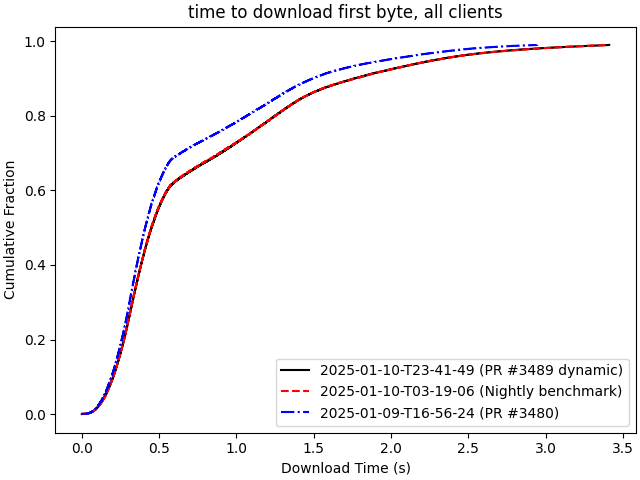 time to download first byte, all clients
Cumulative Fraction
1.0
0.8
0.6
0.4
0.2
0.0
2025-01-10-T23-41-49 (PR #3489 dynamic)
2025-01-10-T03-19-06 (Nightly benchmark)
2025-01-09-T16-56-24 (PR #3480)
0.0 0.5 1.0 1.5 2.0 2.5 3.0 3.5
Download Time (s)